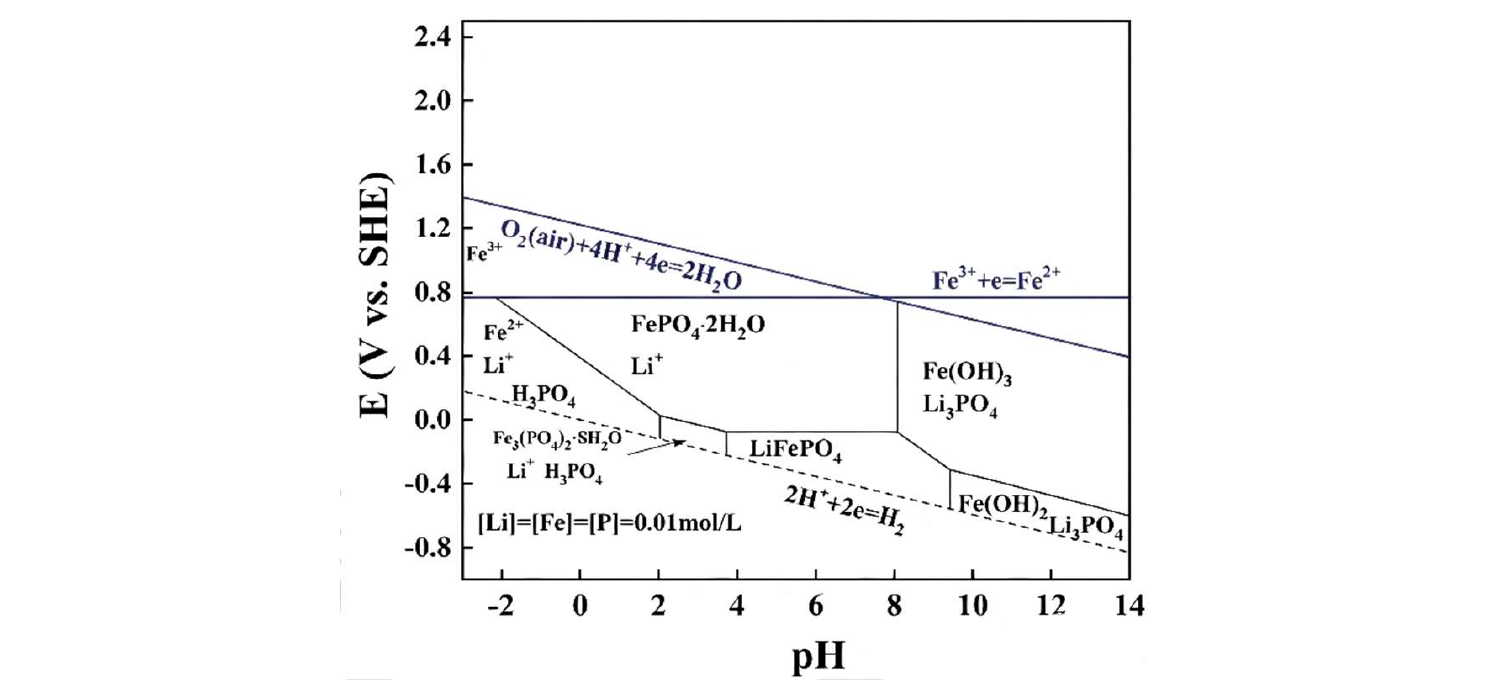 2.4
2.0
1.6
1.2
0.8
0.4
0.0
-0.4
-0.8
E (V vs. SHE)
O₂(air)+4H⁺+4e=2H₂O
Fe³⁺
Fe³⁺+e=Fe²⁺
Fe²⁺
Li⁺
H₃PO₄
FePO₄·2H₂O
Li⁺
Fe(OH)₃
Li₃PO₄
Fe₃(PO₄)₂·SH₂O
Li⁺ H₃PO₄
LiFePO₄
2H⁺+2e=H₂
Fe(OH)₂
Li₃PO₄
[Li]=[Fe]=[P]=0.01mol/L
-2 0 2 4 6 8 10 12 14
pH